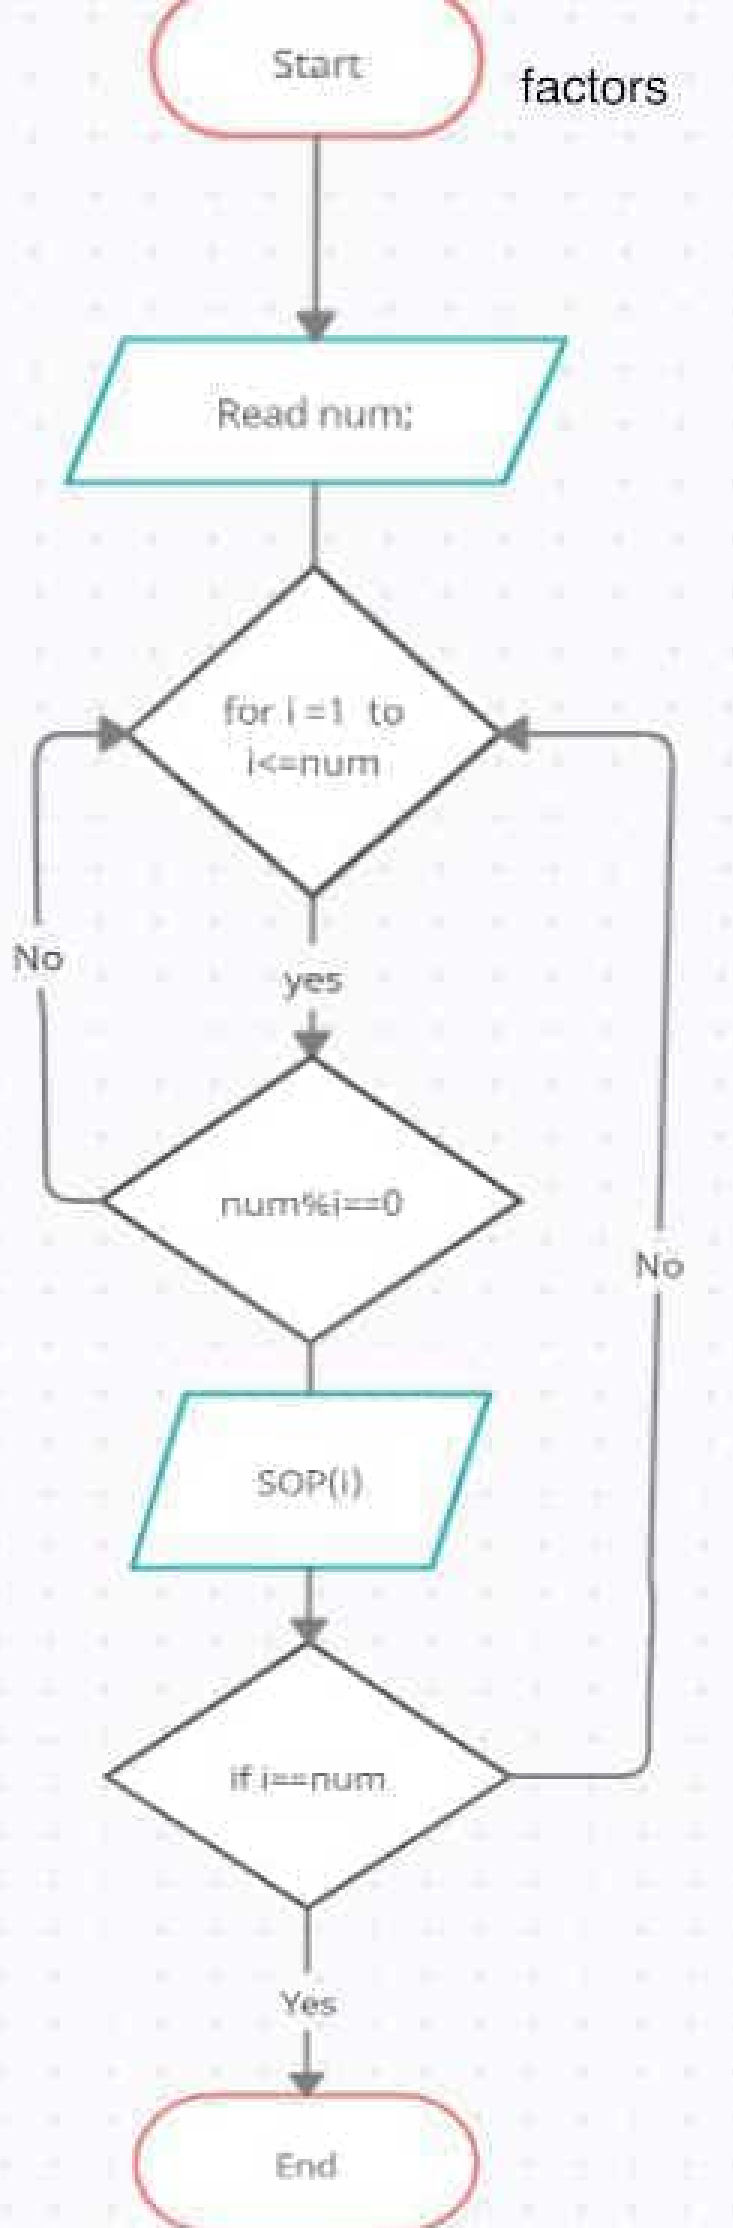 Start
factors
Read num;
for i =1 to
i<=num
No
yes
num%i==0
No
SOP(i)
if i==num
Yes
End